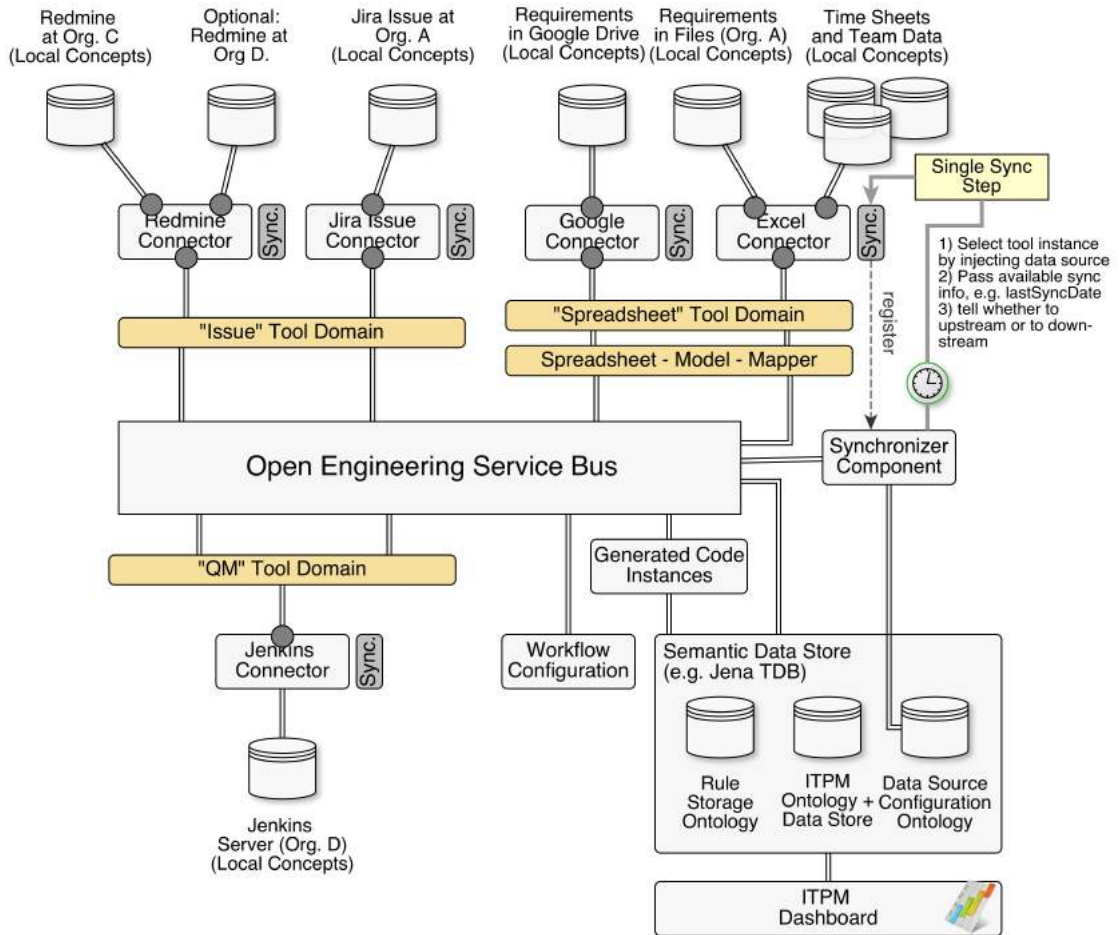 Redmine
at Org. C
(Local Concepts)
Optional:
Redmine at
Org D.
Jira Issue at
Org. A
(Local Concepts)
Requirements
in Google Drive
(Local Concepts)
Requirements
in Files (Org. A)
(Local Concepts)
Time Sheets
and Team Data
(Local Concepts)
Single Sync
Step
Redmine
Connector
Sync.
Jira Issue
Connector
Sync.
Google
Connector
Sync.
Excel
Connector
Sync.
1) Select tool instance
by injecting data source
2) Pass available sync
info, e.g. lastSyncDate
3) tell whether to
upstream or to down-
stream
register
"Issue" Tool Domain
"Spreadsheet" Tool Domain
Spreadsheet - Model - Mapper
Open Engineering Service Bus
Synchronizer
Component
"QM" Tool Domain
Generated Code
Instances
Jenkins
Connector
Sync.
Workflow
Configuration
Semantic Data Store
(e.g. Jena TDB)
Rule
Storage
Ontology
ITPM
Ontology +
Data Store
Data Source
Configuration
Ontology
Jenkins
Server (Org. D)
(Local Concepts)
ITPM
Dashboard